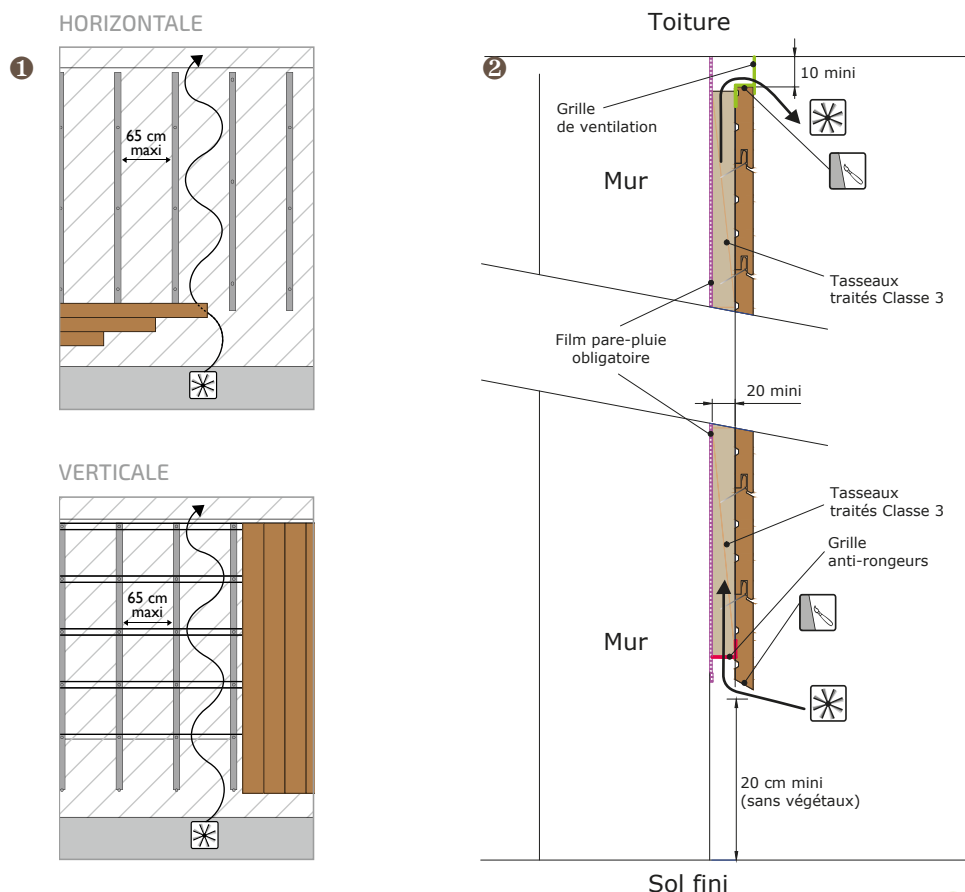 HORIZONTALE
❶
65 cm
maxi
VERTICALE
65 cm
maxi
❷
Toiture
10 mini
Grille
de ventilation
Mur
Tasseaux
traités Classe 3
Film pare-pluie
obligatoire
20 mini
Tasseaux
traités Classe 3
Grille
anti-rongeurs
Mur
20 cm mini
(sans végétaux)
Sol fini